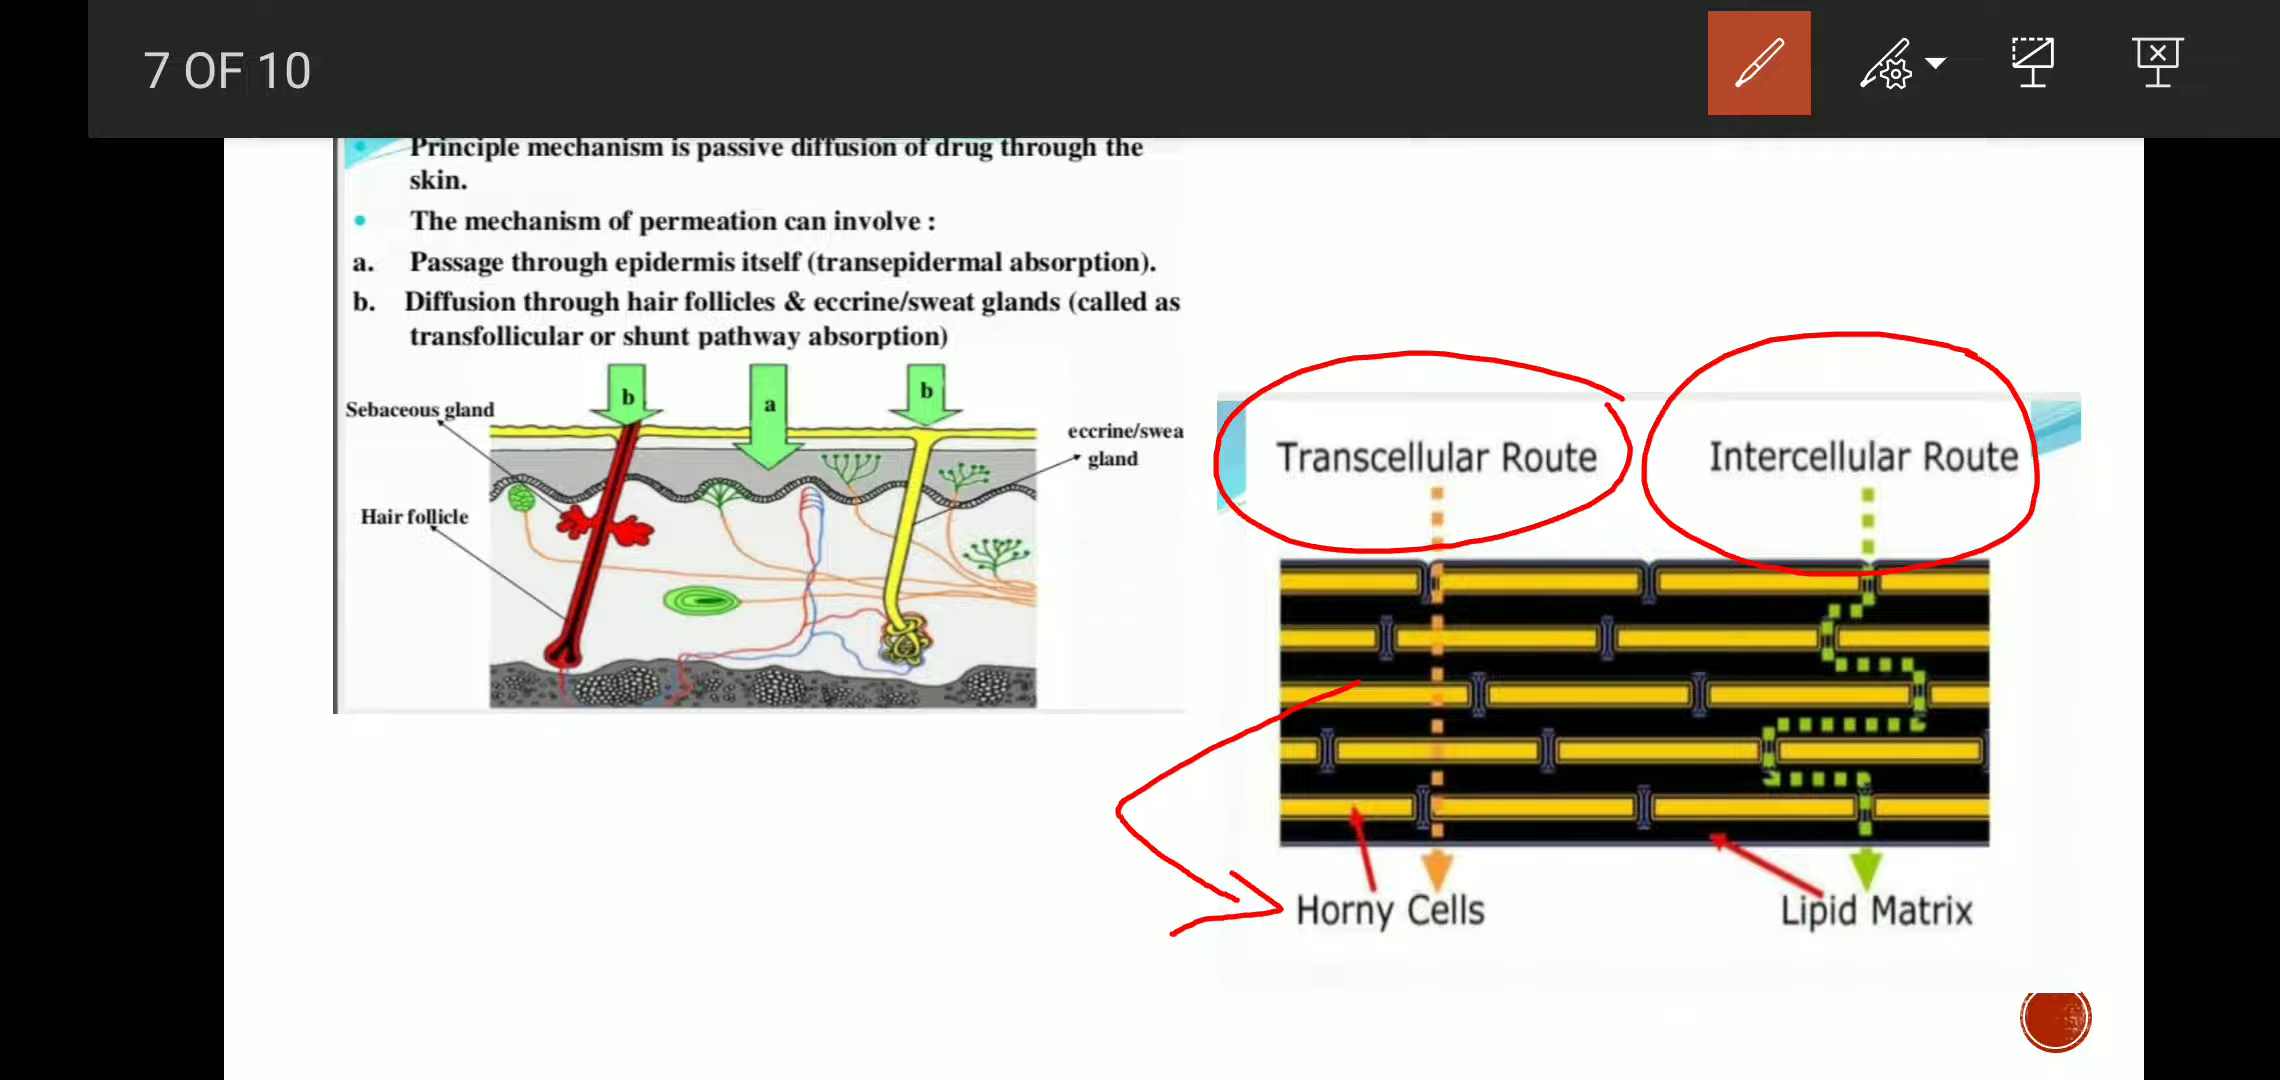 7 OF 10
Principle mechanism is passive diffusion of drug through the
skin.
The mechanism of permeation can involve :
a. Passage through epidermis itself (transepidermal absorption).
b. Diffusion through hair follicles & eccrine/sweat glands (called as
transfollicular or shunt pathway absorption)
b
a
b
Sebaceous gland
eccrine/swea
gland
Hair follicle
Transcellular Route
Intercellular Route
Horny Cells
Lipid Matrix